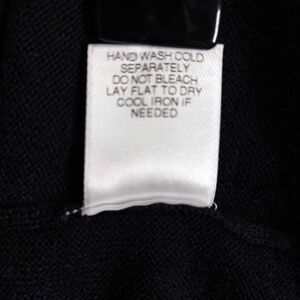 HAND WASH COLD
SEPARATELY
DO NOT BLEACH
LAY FLAT TO DRY
COOL IRON IF
NEEDED